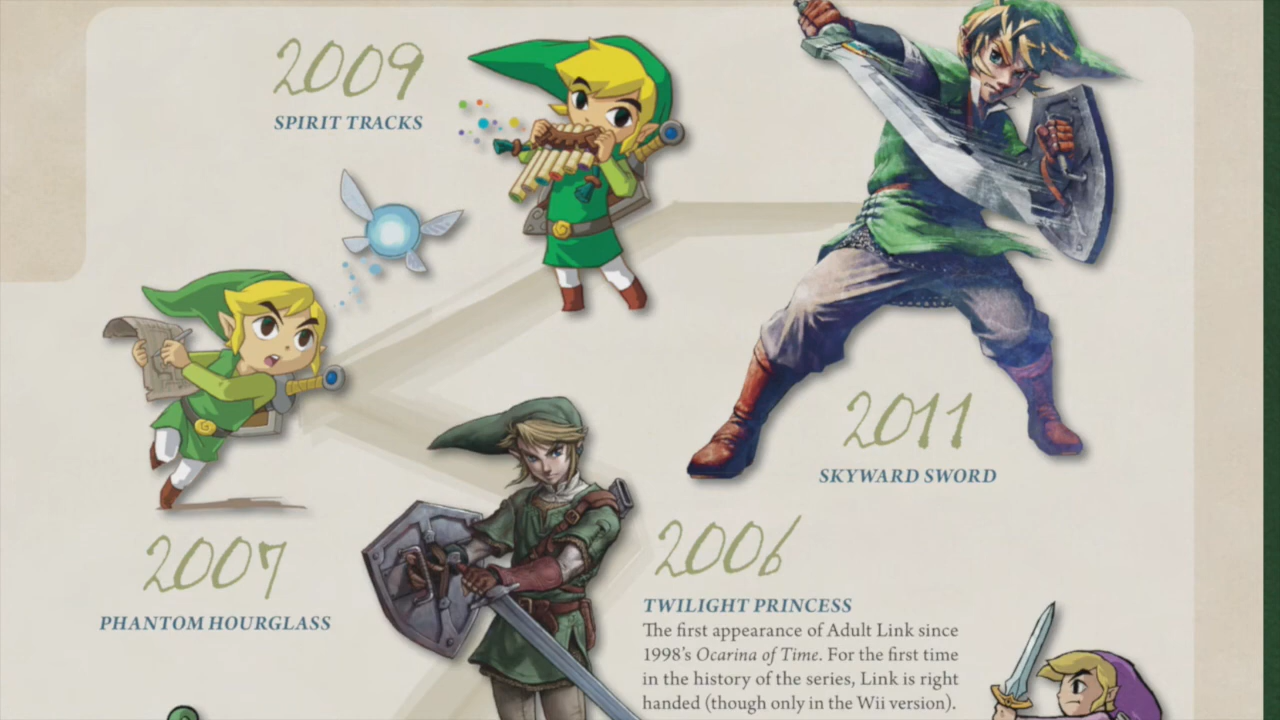 2009
SPIRIT TRACKS
2011
SKYWARD SWORD
2007
PHANTOM HOURGLASS
2006
TWILIGHT PRINCESS
The first appearance of Adult Link since
1998's Ocarina of Time. For the first time
in the history of the series, Link is right
handed (though only in the Wii version).